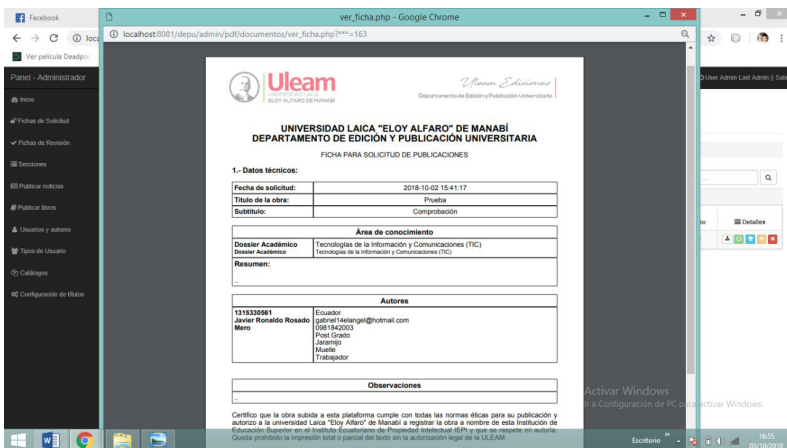 Facebook
ver_ficha.php - Google Chrome
localhost:8081/depu/admin/pdf/documentos/ver_ficha.php?***=163
Ver película Deadpo
Panel - Administrador
User Admin Last Admin || Sali
Inicio
Fichas de Solicitud
Fichas de Revisión
Secciones
Publicar noticias
Publicar libros
Usuarios y autores
Tipos de Usuario
Catálogos
Configuración de títulos
Detalles
Uleam
UNIVERSIDAD LAICA
ELOY ALFARO DE MANABÍ
Uleam Ediciones
Departamento de Edición y Publicación Universitaria
UNIVERSIDAD LAICA "ELOY ALFARO" DE MANABÍ
DEPARTAMENTO DE EDICIÓN Y PUBLICACIÓN UNIVERSITARIA
FICHA PARA SOLICITUD DE PUBLICACIONES
1.- Datos técnicos:
Fecha de solicitud: 2018-10-02 15:41:17
Título de la obra: Prueba
Subtítulo: Comprobación
Área de conocimiento
Dossier Académico Tecnologías de la Información y Comunicaciones (TIC)
Dossier Académico Tecnologías de la Información y Comunicaciones (TIC)
Resumen:
..
Autores
1315330561 Ecuador
Javier Ronaldo Rosado gabriel14elangel@hotmail.com
Mero 0981842003
Post Grado
Jaramijo
Muelle
Trabajador
Observaciones
..
Certifico que la obra subida a esta plataforma cumple con todas las normas éticas para su publicación y
autorizo a la universidad Laica "Eloy Alfaro" de Manabí a registrar la obra a nombre de esta Institución de
Educación Superior en el Instituto Ecuatoriano de Propiedad Intelectual IEPI y que se respete mi autoría.
Queda prohibido la impresión total o parcial del texto sin la autorización legal de la ULEAM.
Activar Windows
Ir a Configuración de PC para activar Windows.
Escritorio
16:55
03/10/2018